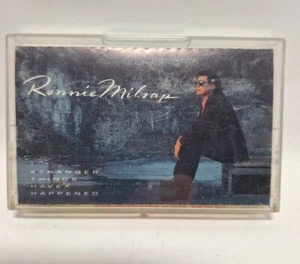 Ronnie Milsap
STRANGER
THINGS
HAVE
HAPPENED